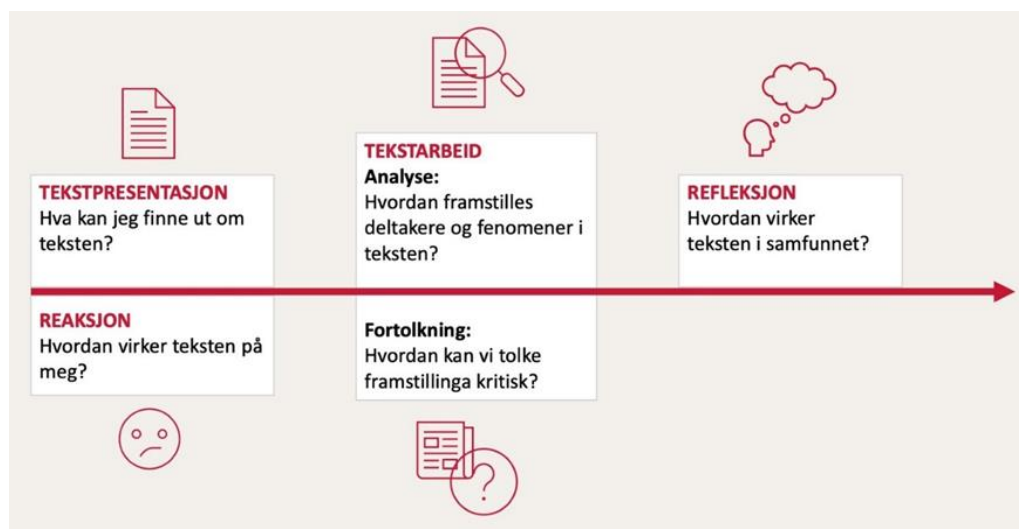 TEKSTPRESENTASJON
Hva kan jeg finne ut om
teksten?
REAKSJON
Hvordan virker teksten på
meg?
TEKSTARBEID
Analyse:
Hvordan framstilles
deltakere og fenomener i
teksten?
Fortolkning:
Hvordan kan vi tolke
framstillinga kritisk?
REFLEKSJON
Hvordan virker
teksten i samfunnet?
?